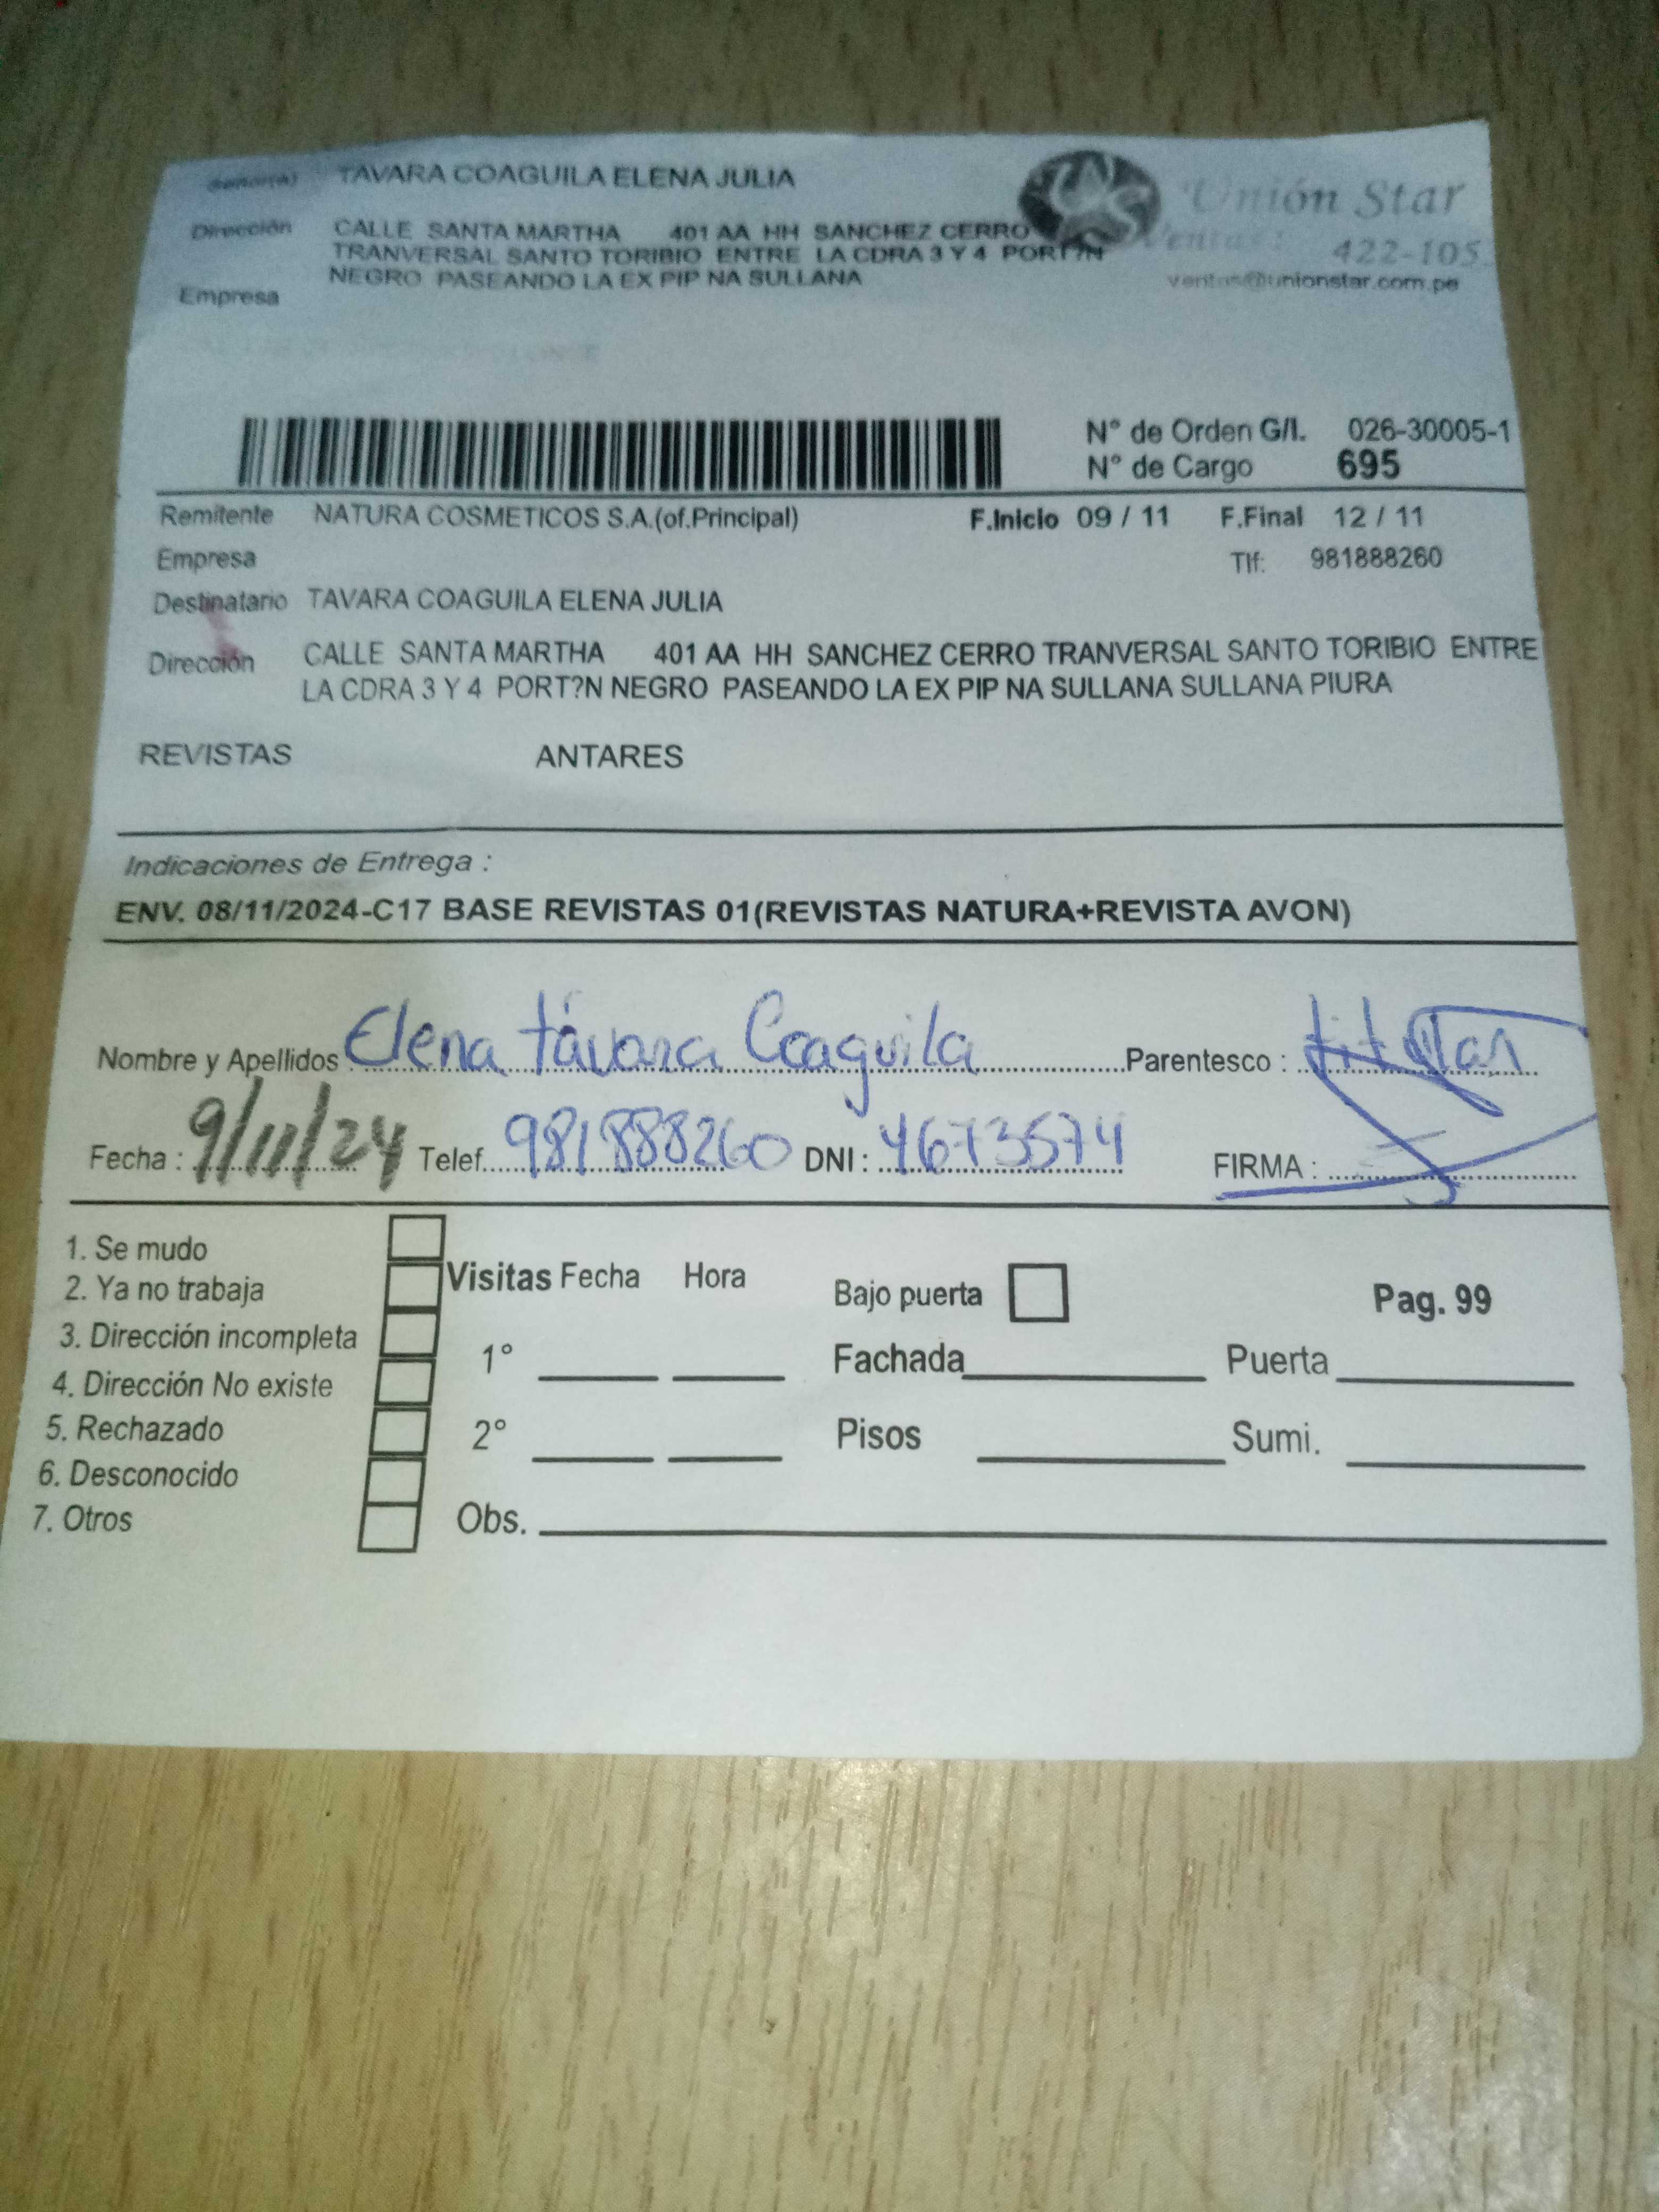 Señor(A) TAVARA COAGUILA ELENA JULIA
Unión Star
Dirección CALLE SANTA MARTHA 401 AA HH SANCHEZ CERRO
TRANVERSAL SANTO TORIBIO ENTRE LA CDRA 3 Y 4 PORT?N
NEGRO PASEANDO LA EX PIP NA SULLANA
Ventas: 422-105
ventas@unionstar.com.pe
Empresa
N° de Orden G/I. 026-30005-1
N° de Cargo 695
Remitente NATURA COSMETICOS S.A.(of.Principal) F.Inicio 09 / 11 F.Final 12 / 11
Empresa Tlf: 981888260
Destinatario TAVARA COAGUILA ELENA JULIA
Dirección CALLE SANTA MARTHA 401 AA HH SANCHEZ CERRO TRANVERSAL SANTO TORIBIO ENTRE
LA CDRA 3 Y 4 PORT?N NEGRO PASEANDO LA EX PIP NA SULLANA SULLANA PIURA
REVISTAS ANTARES
Indicaciones de Entrega :
ENV. 08/11/2024-C17 BASE REVISTAS 01(REVISTAS NATURA+REVISTA AVON)
Nombre y Apellidos: Elena távara Coaguila Parentesco : titular
Fecha : 9/11/24 Telef. 981888260 DNI : 4673574 FIRMA :
1. Se mudo
2. Ya no trabaja
3. Dirección incompleta
4. Dirección No existe
5. Rechazado
6. Desconocido
7. Otros
Visitas Fecha Hora Bajo puerta Pag. 99
1° Fachada Puerta
2° Pisos Sumi.
Obs.